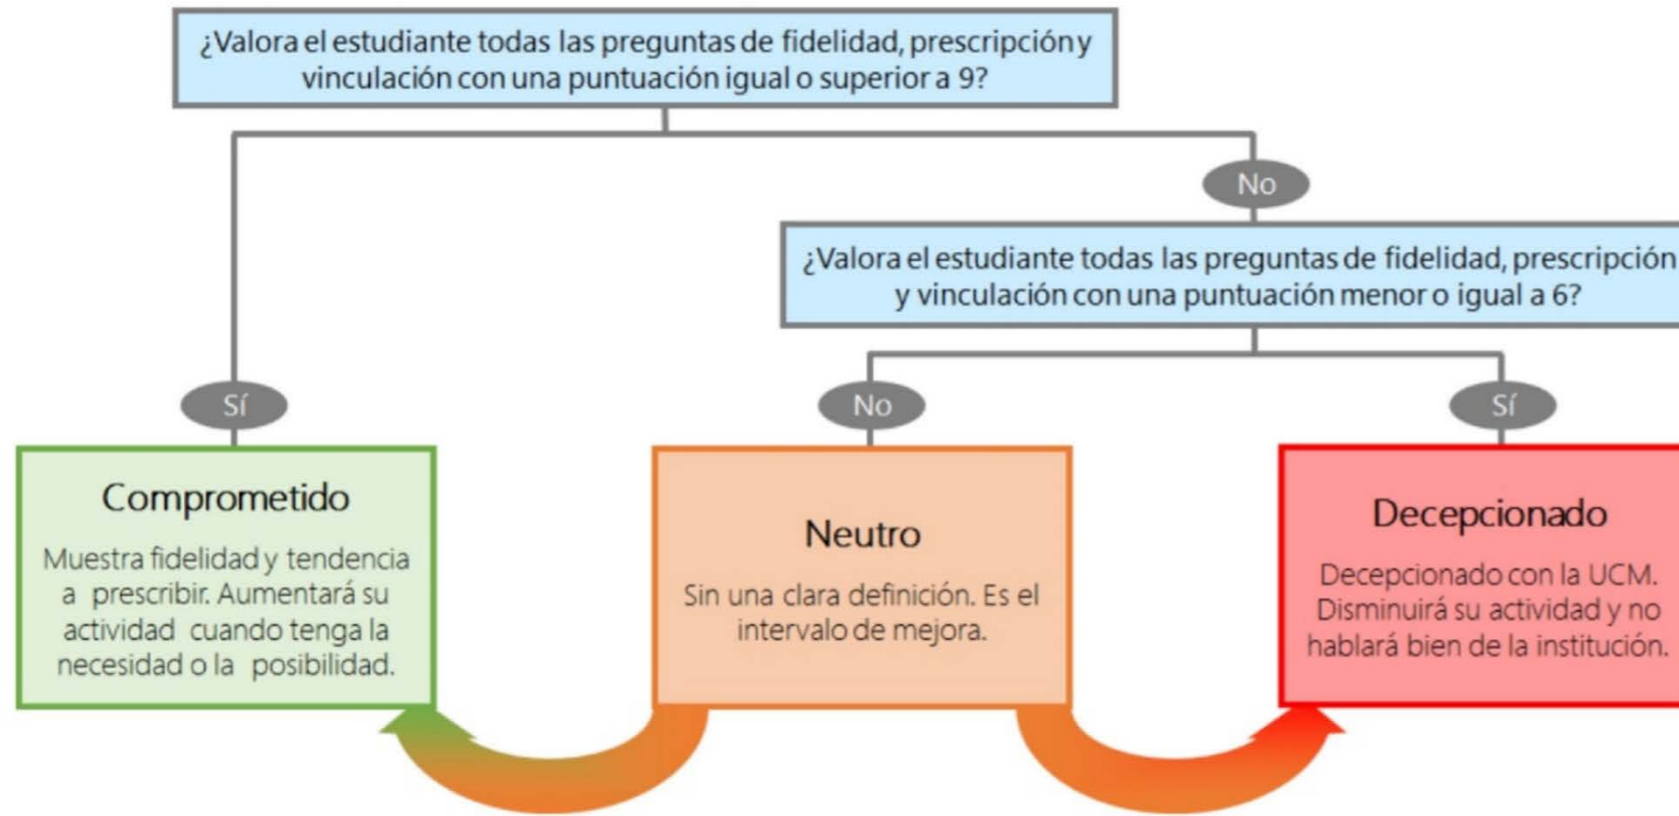 ¿Valora el estudiante todas las preguntas de fidelidad, prescripción y
vinculación con una puntuación igual o superior a 9?
No
¿Valora el estudiante todas las preguntas de fidelidad, prescripción
y vinculación con una puntuación menor o igual a 6?
Sí
No
Sí
Comprometido
Muestra fidelidad y tendencia
a prescribir. Aumentará su
actividad cuando tenga la
necesidad o la posibilidad.
Neutro
Sin una clara definición. Es el
intervalo de mejora.
Decepcionado
Decepcionado con la UCM.
Disminuirá su actividad y no
hablará bien de la institución.